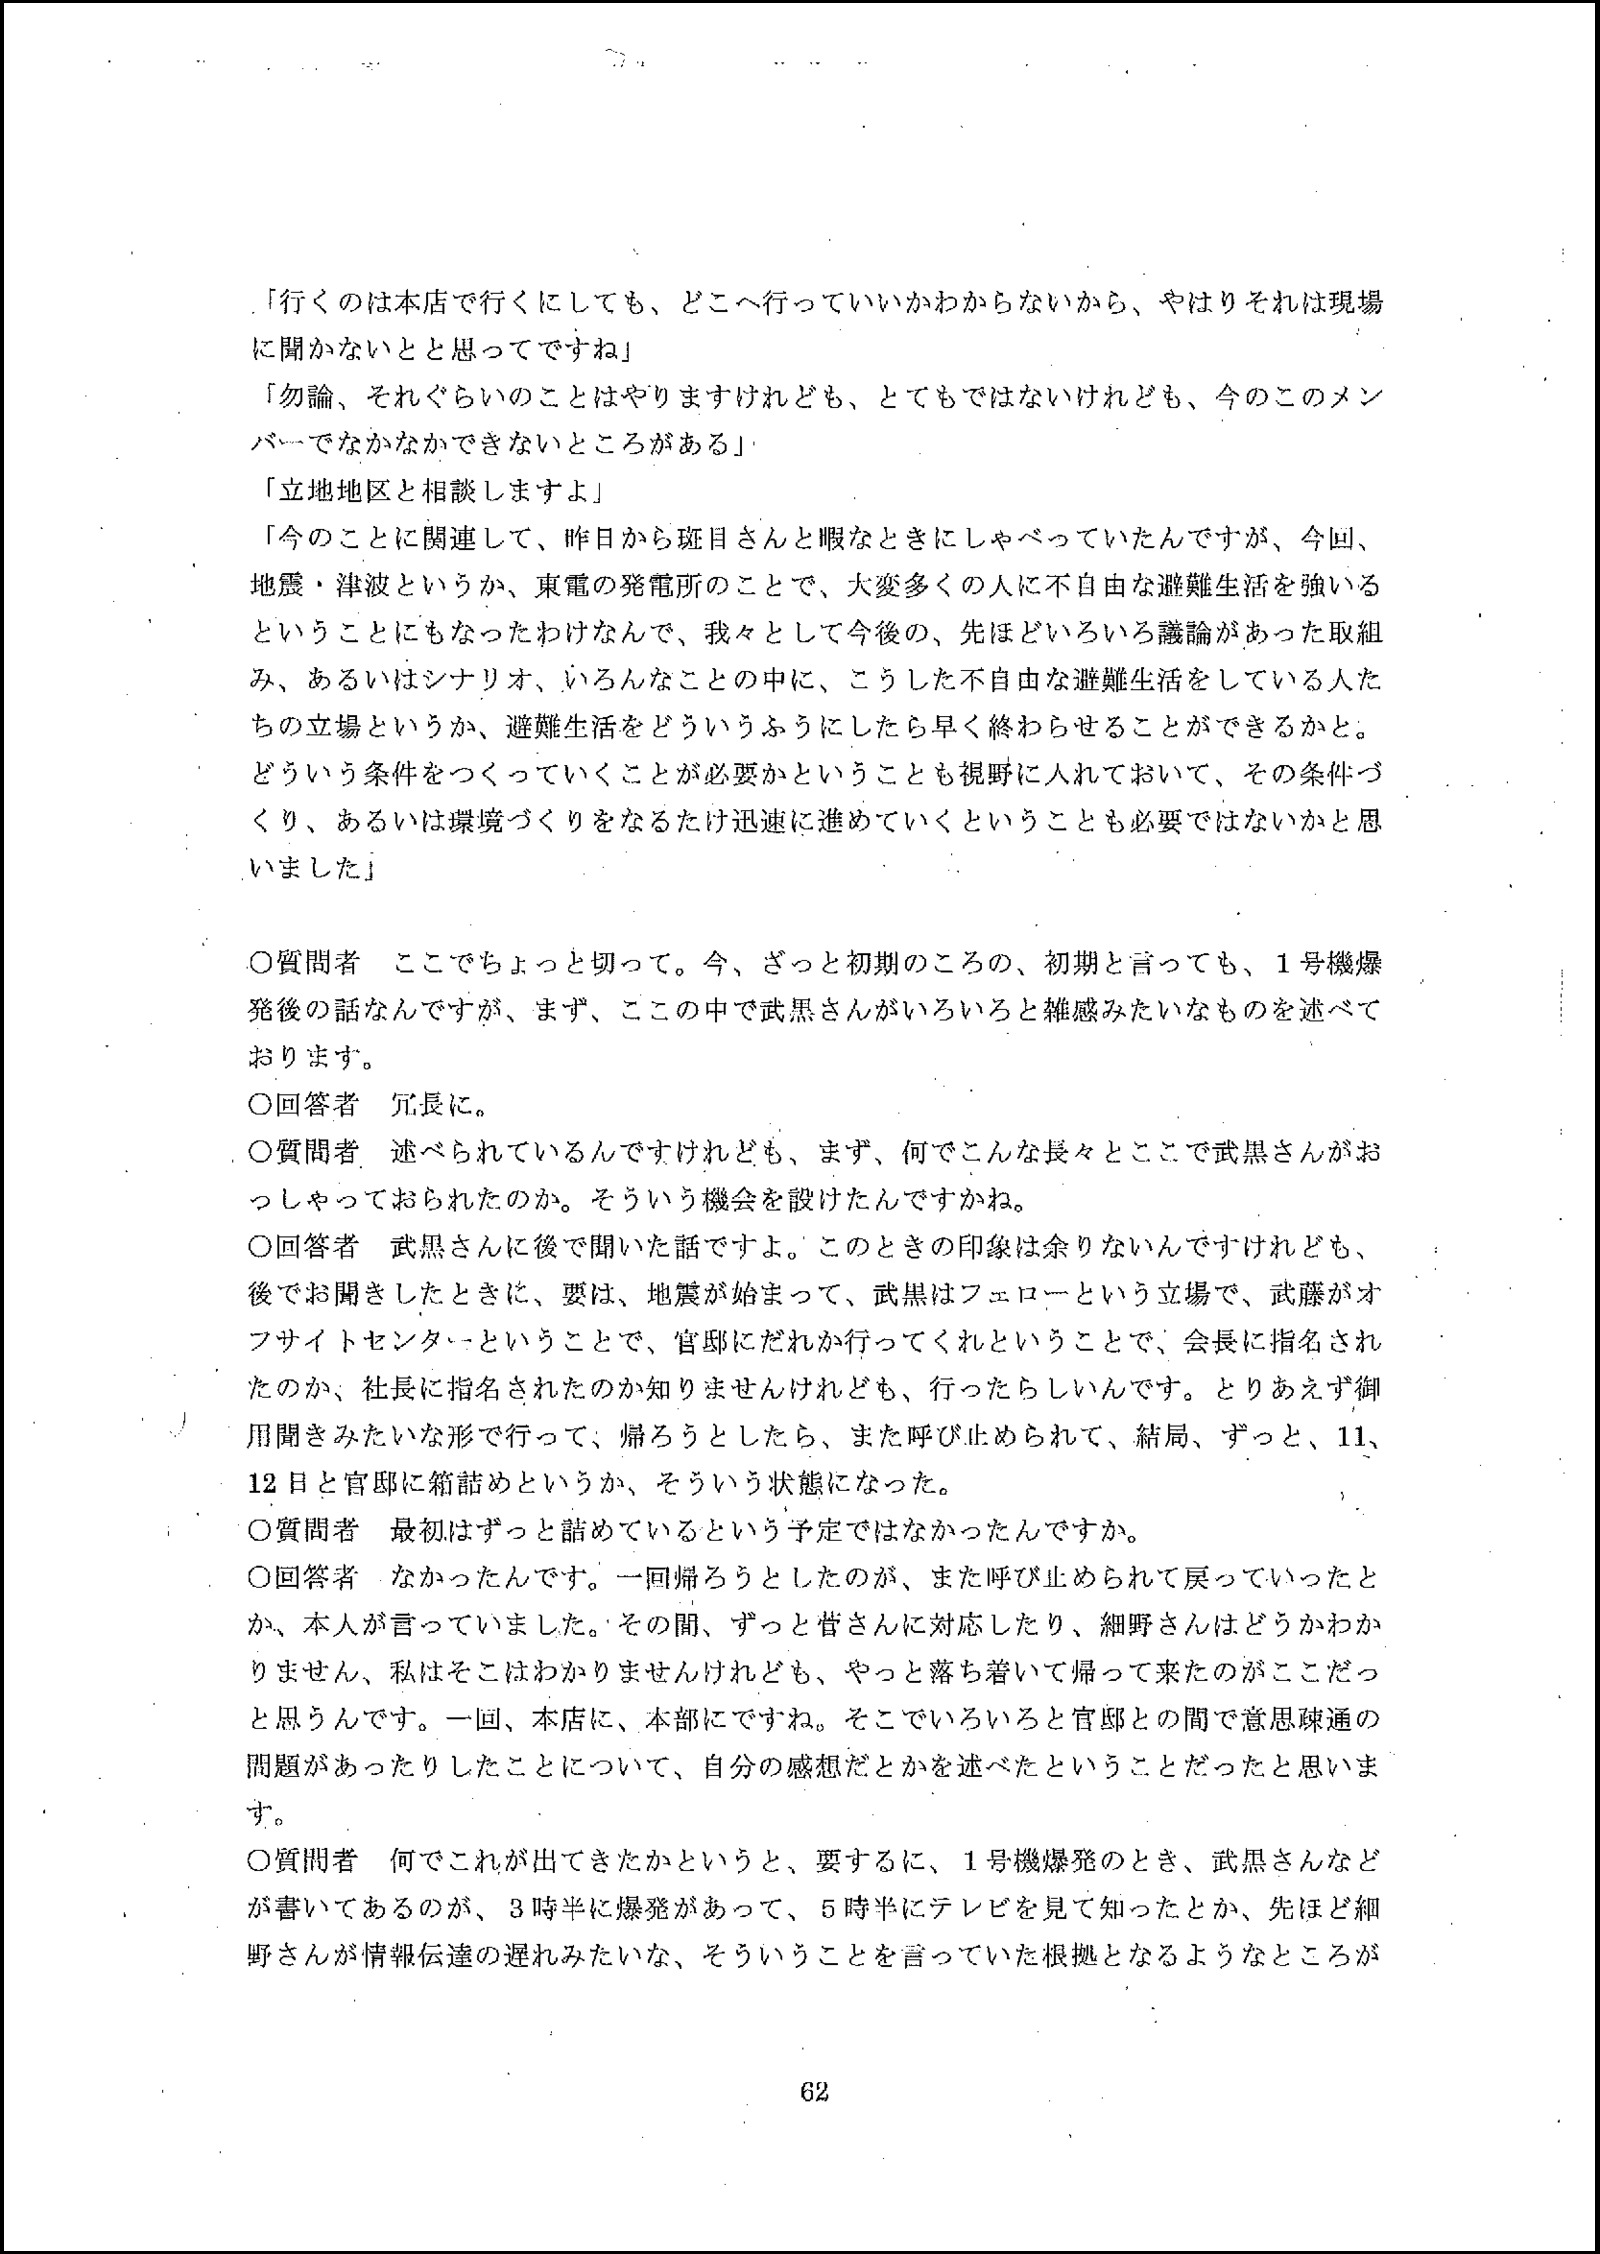 「行くのは本店で行くにしても、どこへ行っていいかわからないから、やはりそれは現場
に聞かないとと思ってですね」
「勿論、それぐらいのことはやりますけれども、とてもではないけれども、今のこのメン
バーでなかなかできないところがある」
「立地地区と相談しますよ」
「今のことに関連して、昨日から斑目さんと暇なときにしゃべっていたんですが、今回、
地震・津波というか、東電の発電所のことで、大変多くの人に不自由な避難生活を強いる
ということにもなったわけなんで、我々として今後の、先ほどいろいろ議論があった取組
み、あるいはシナリオ、いろんなことの中に、こうした不自由な避難生活をしている人た
ちの立場というか、避難生活をどういうふうにしたら早く終わらせることができるかと。
どういう条件をつくっていくことが必要かということも視野に入れておいて、その条件づ
くり、あるいは環境づくりをなるたけ迅速に進めていくということも必要ではないかと思
いました」
○質問者　ここでちょっと切って。今、ざっと初期のころの、初期と言っても、１号機爆
発後の話なんですが、まず、ここの中で武黒さんがいろいろと雑感みたいなものを述べて
おります。
○回答者　冗長に。
○質問者　述べられているんですけれども、まず、何でこんな長々とここで武黒さんがお
っしゃっておられたのか。そういう機会を設けたんですかね。
○回答者　武黒さんに後で聞いた話ですよ。このときの印象は余りないんですけれども、
後でお聞きしたときに、要は、地震が始まって、武黒はフェローという立場で、武藤がオ
フサイトセンターということで、官邸にだれか行ってくれということで、会長に指名され
たのか、社長に指名されたのか知りませんけれども、行ったらしいんです。とりあえず御
用聞きみたいな形で行って、帰ろうとしたら、また呼び止められて、結局、ずっと、11、
12 日と官邸に箱詰めというか、そういう状態になった。
○質問者　最初はずっと詰めているという予定ではなかったんですか。
○回答者　なかったんです。一回帰ろうとしたのが、また呼び止められて戻っていったと
か、本人が言っていました。その間、ずっと菅さんに対応したり、細野さんはどうかわか
りません、私はそこはわかりませんけれども、やっと落ち着いて帰って来たのがここだっ
と思うんです。一回、本店に、本部にですね。そこでいろいろと官邸との間で意思疎通の
問題があったりしたことについて、自分の感想だとかを述べたということだったと思いま
す。
○質問者　何でこれが出てきたかというと、要するに、１号機爆発のとき、武黒さんなど
が書いてあるのが、３時半に爆発があって、５時半にテレビを見て知ったとか、先ほど細
野さんが情報伝達の遅れみたいな、そういうことを言っていた根拠となるようなところが
62